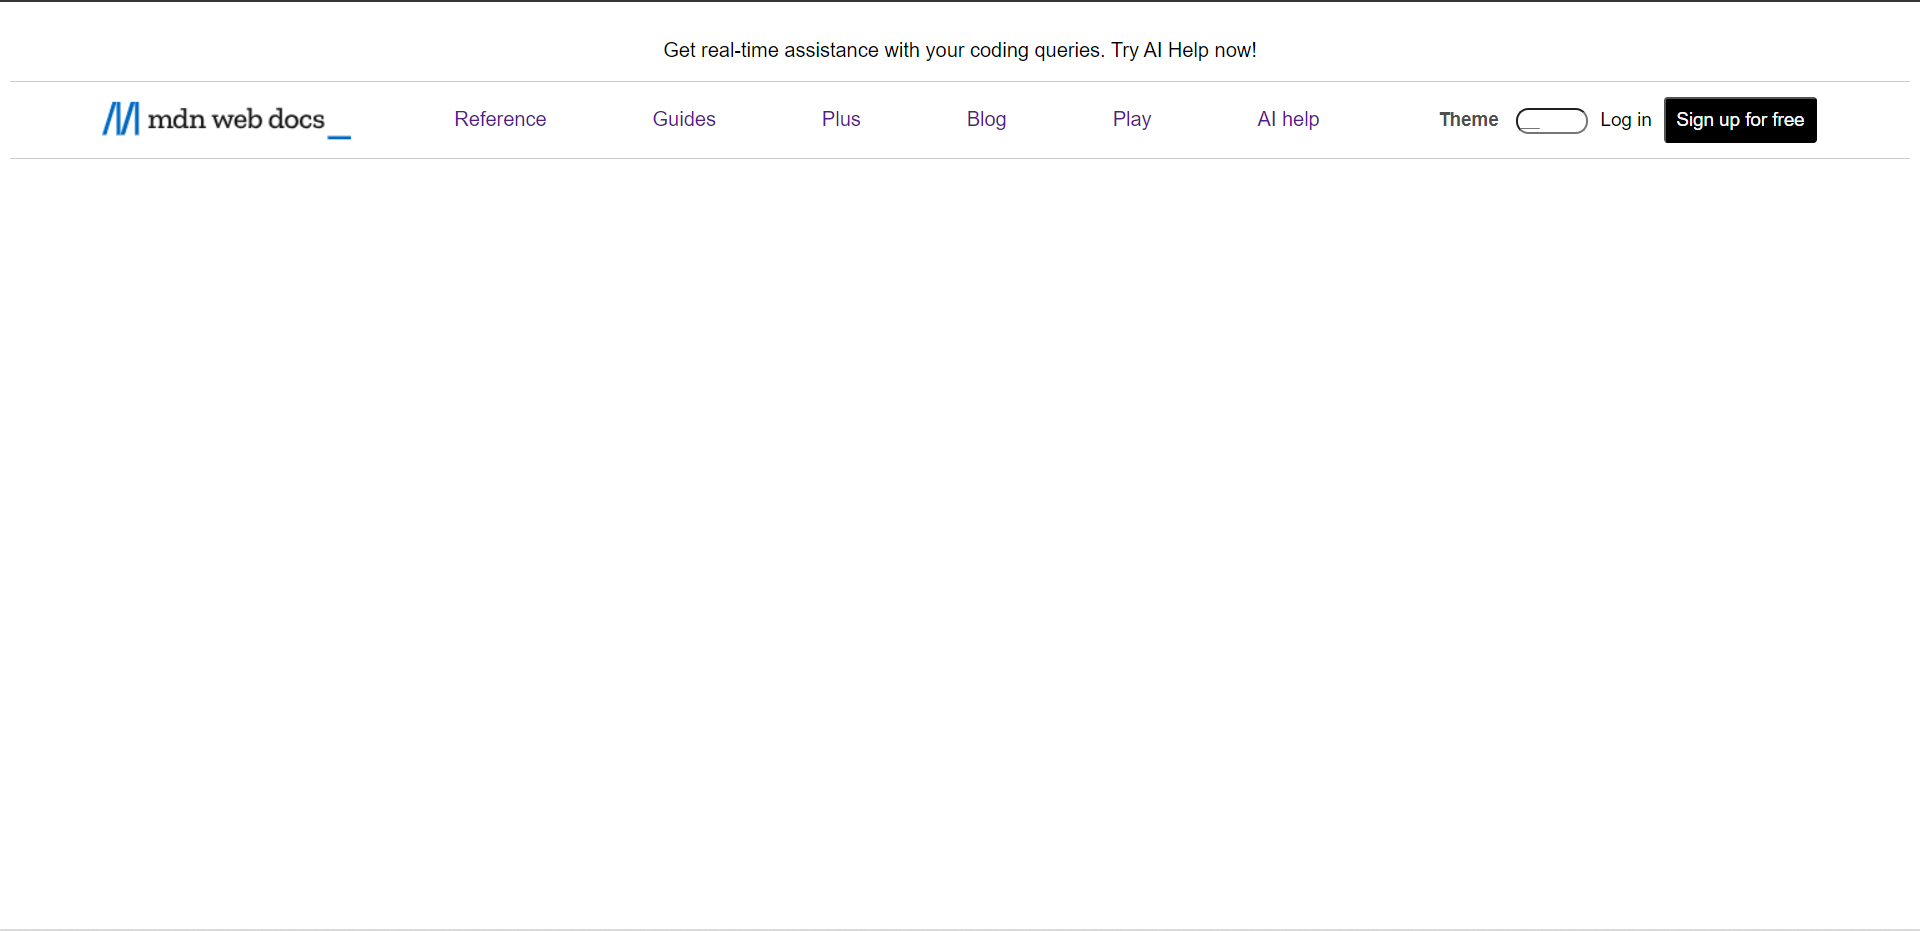 Get real-time assistance with your coding queries. Try AI Help now!
mdn web docs_ Reference Guides Plus Blog Play AI help Theme Log in Sign up for free